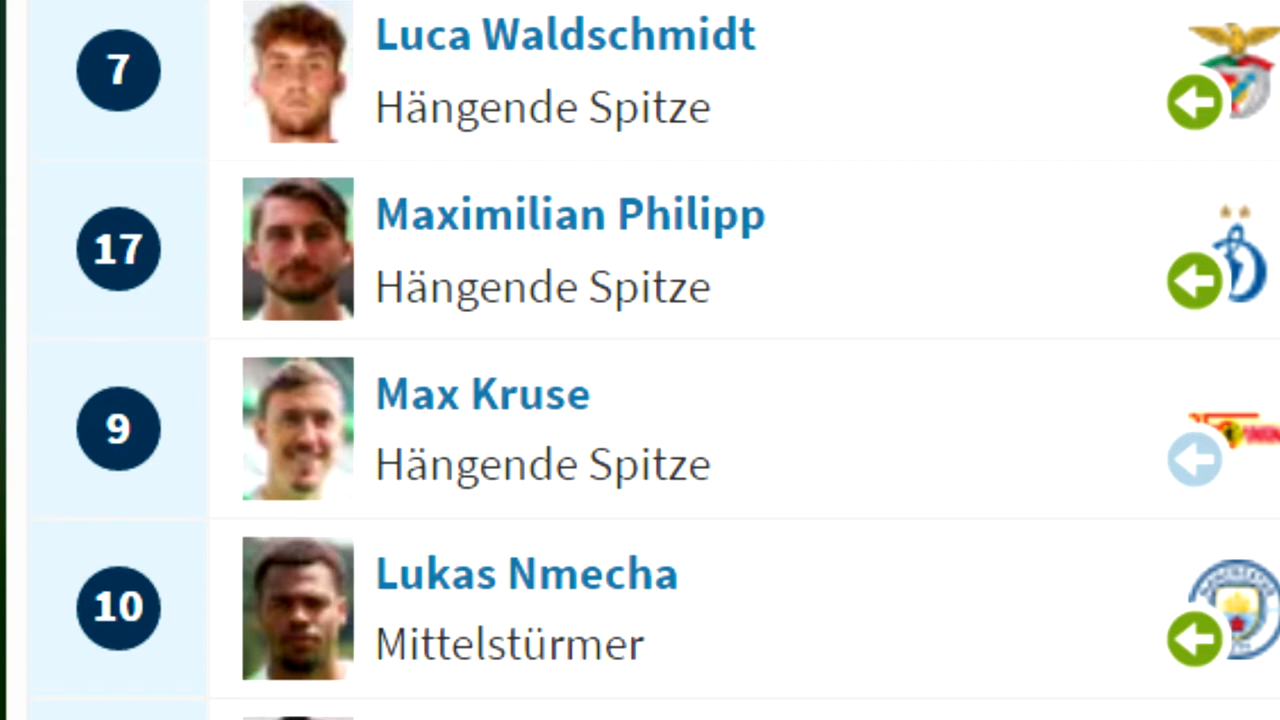 7
Luca Waldschmidt
Hängende Spitze
17
Maximilian Philipp
Hängende Spitze
9
Max Kruse
Hängende Spitze
10
Lukas Nmecha
Mittelstürmer